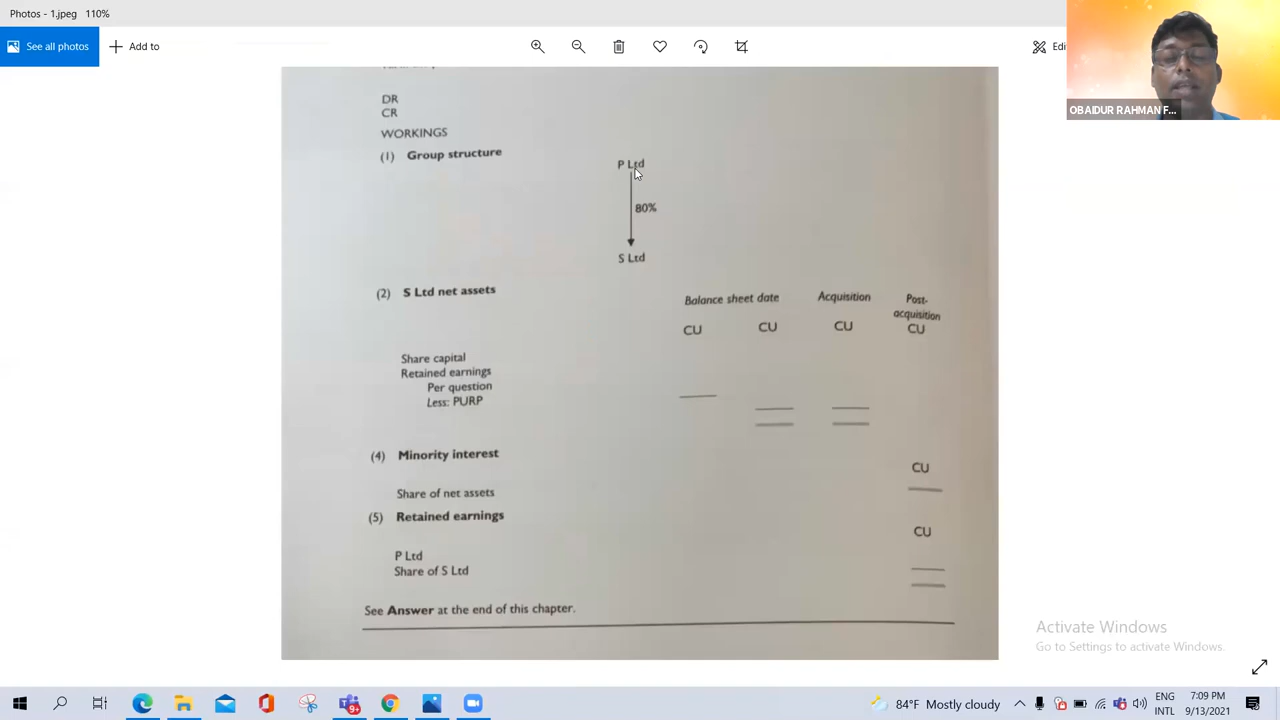 Photos - 1.jpeg 110%
See all photos
Add to
OBAIDUR RAHMAN F...
DR
CR
WORKINGS
(1) Group structure
P Ltd
80%
S Ltd
(2) S Ltd net assets
Balance sheet date Acquisition Post-
acquisition
CU CU CU CU
Share capital
Retained earnings
Per question
Less: PURP
(4) Minority interest
CU
Share of net assets
(5) Retained earnings
CU
P Ltd
Share of S Ltd
See Answer at the end of this chapter.
Activate Windows
Go to Settings to activate Windows.
9+
84°F Mostly cloudy
ENG
INTL
7:09 PM
9/13/2021